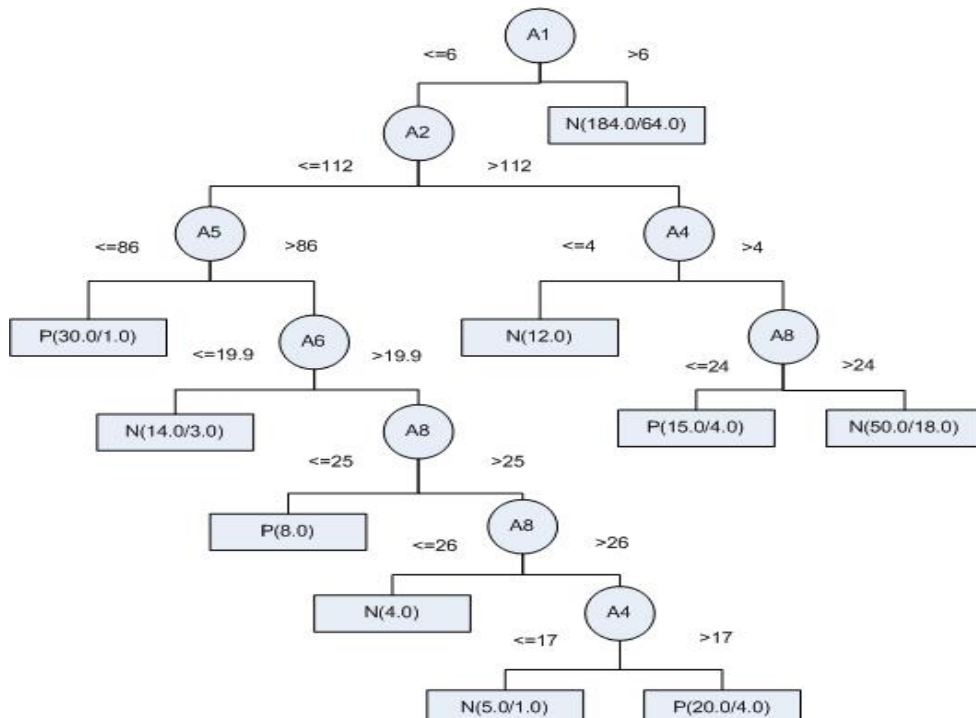 A1
<=6 >6
A2 N(184.0/64.0)
<=112 >112
A5 A4
<=86 >86 <=4 >4
P(30.0/1.0) A6 N(12.0) A8
<=19.9 >19.9 <=24 >24
N(14.0/3.0) A8 P(15.0/4.0) N(50.0/18.0)
<=25 >25
P(8.0) A8
<=26 >26
N(4.0) A4
<=17 >17
N(5.0/1.0) P(20.0/4.0)